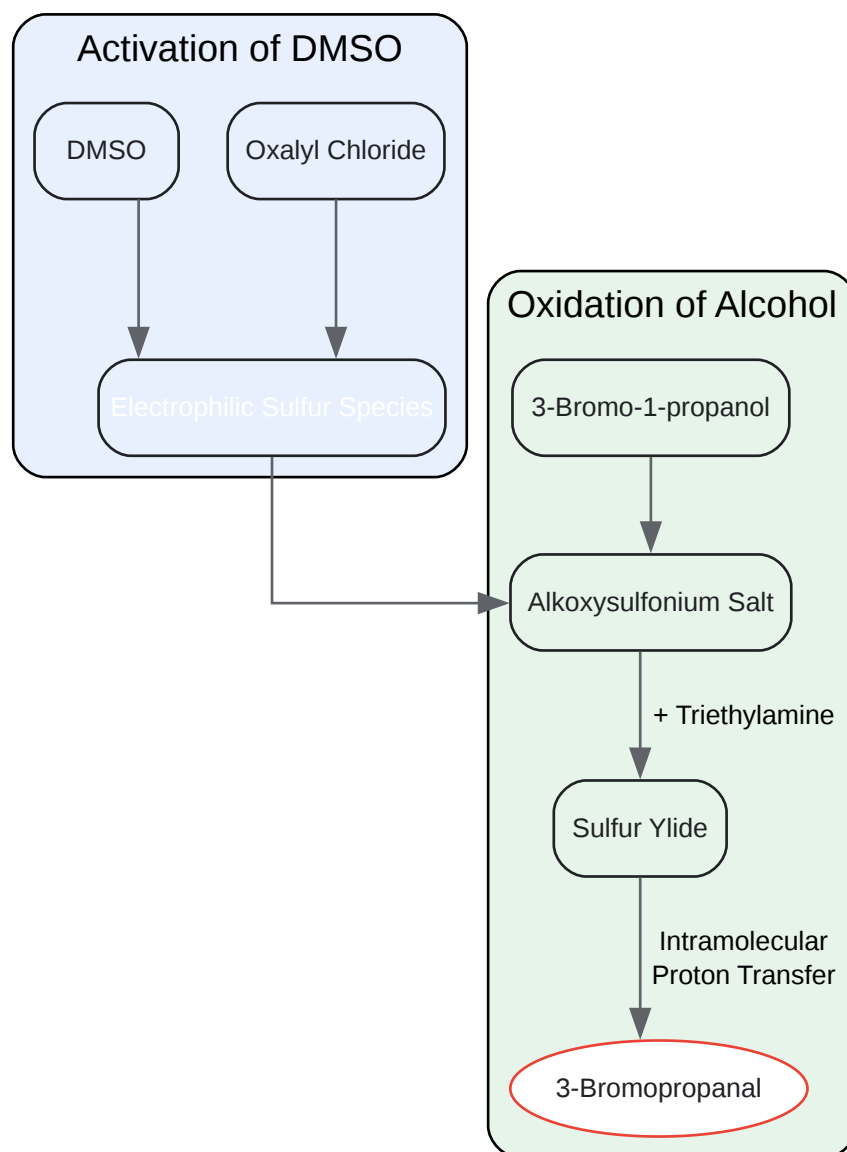 Activation of DMSO
DMSO
Oxalyl Chloride
Electrophilic Sulfur Species
Oxidation of Alcohol
3-Bromo-1-propanol
Alkoxysulfonium Salt
+ Triethylamine
Sulfur Ylide
Intramolecular
Proton Transfer
3-Bromopropanal